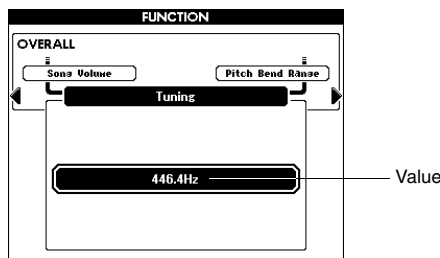 FUNCTION
OVERALL
Song Volume
Pitch Bend Range
Tuning
446.4Hz
Value